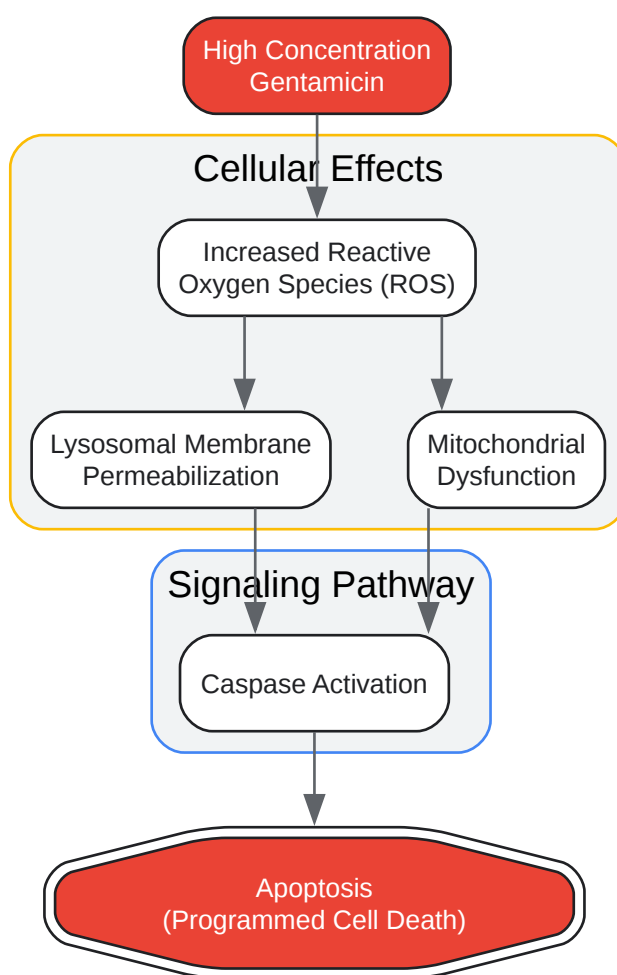 High Concentration
Gentamicin
Cellular Effects
Increased Reactive
Oxygen Species (ROS)
Lysosomal Membrane
Permeabilization
Mitochondrial
Dysfunction
Signaling Pathway
Caspase Activation
Apoptosis
(Programmed Cell Death)